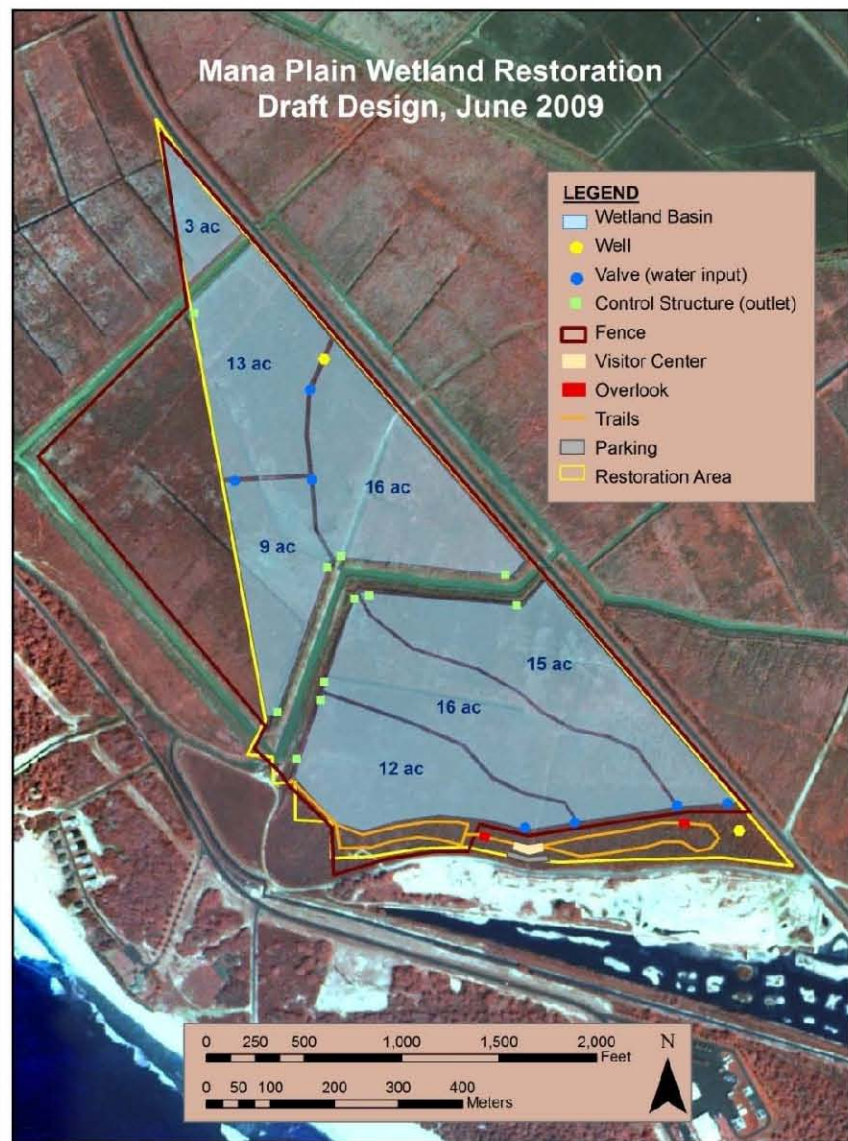 Mana Plain Wetland Restoration
Draft Design, June 2009
LEGEND
Wetland Basin
Well
Valve (water input)
Control Structure (outlet)
Fence
Visitor Center
Overlook
Trails
Parking
Restoration Area
3 ac
13 ac
16 ac
9 ac
15 ac
16 ac
12 ac
0 250 500 1,000 1,500 2,000
Feet
0 50 100 200 300 400
Meters
N